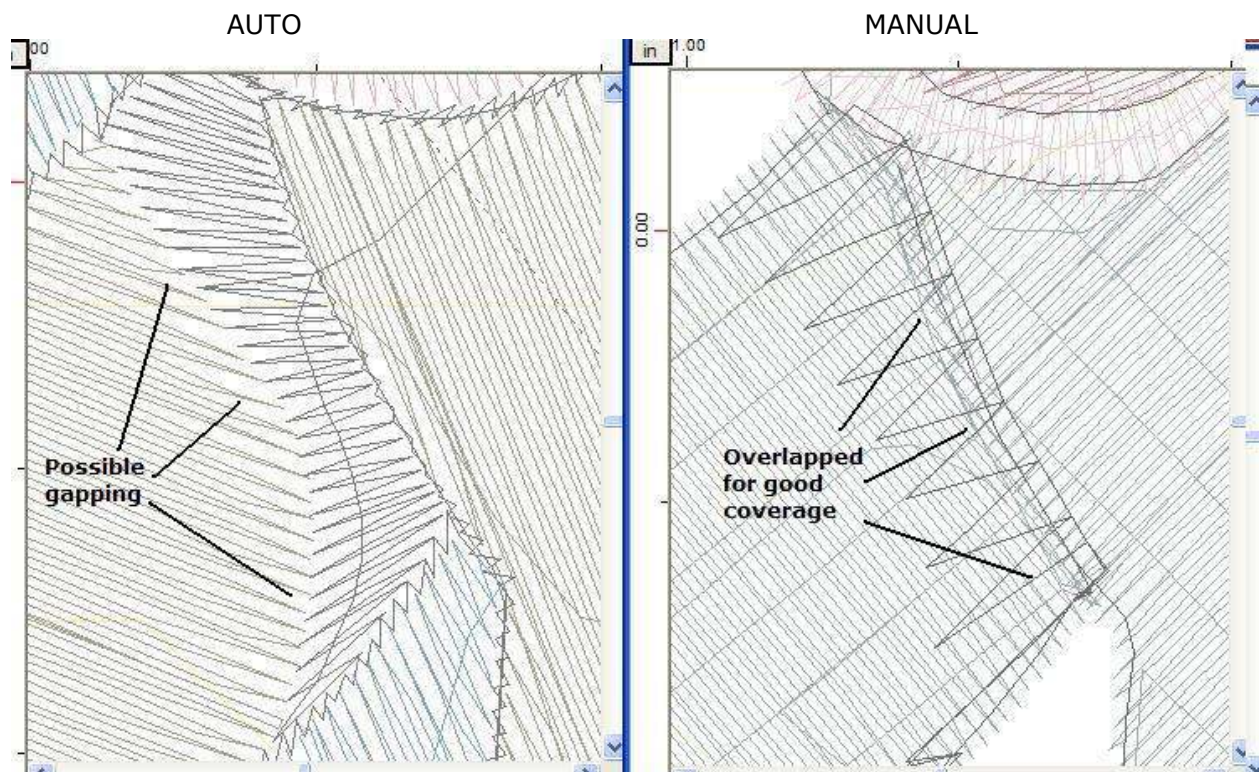 AUTO
MANUAL
00
in
1.00
0.00
Possible
gapping
Overlapped
for good
coverage